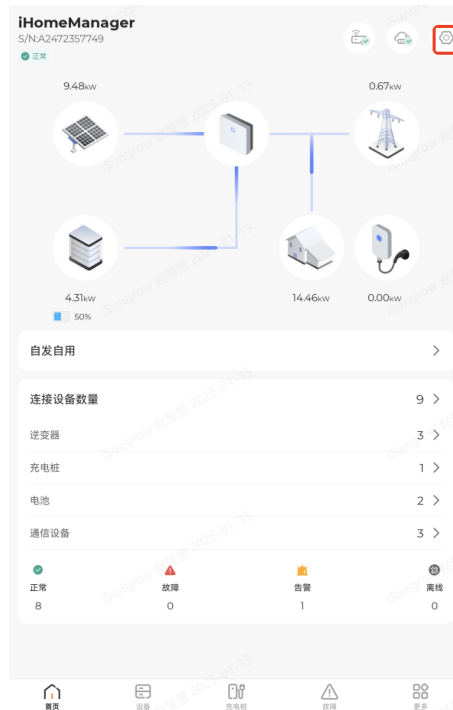 iHomeManager
S/N:A2472357749
正常
9.48kW
0.67kW
4.31kW
14.46kW
0.00kW
50%
自发自用
连接设备数量
9
逆变器
3
充电桩
1
电池
2
通信设备
3
正常
故障
告警
离线
8
0
1
0
首页
设备
充电桩
故障
更多